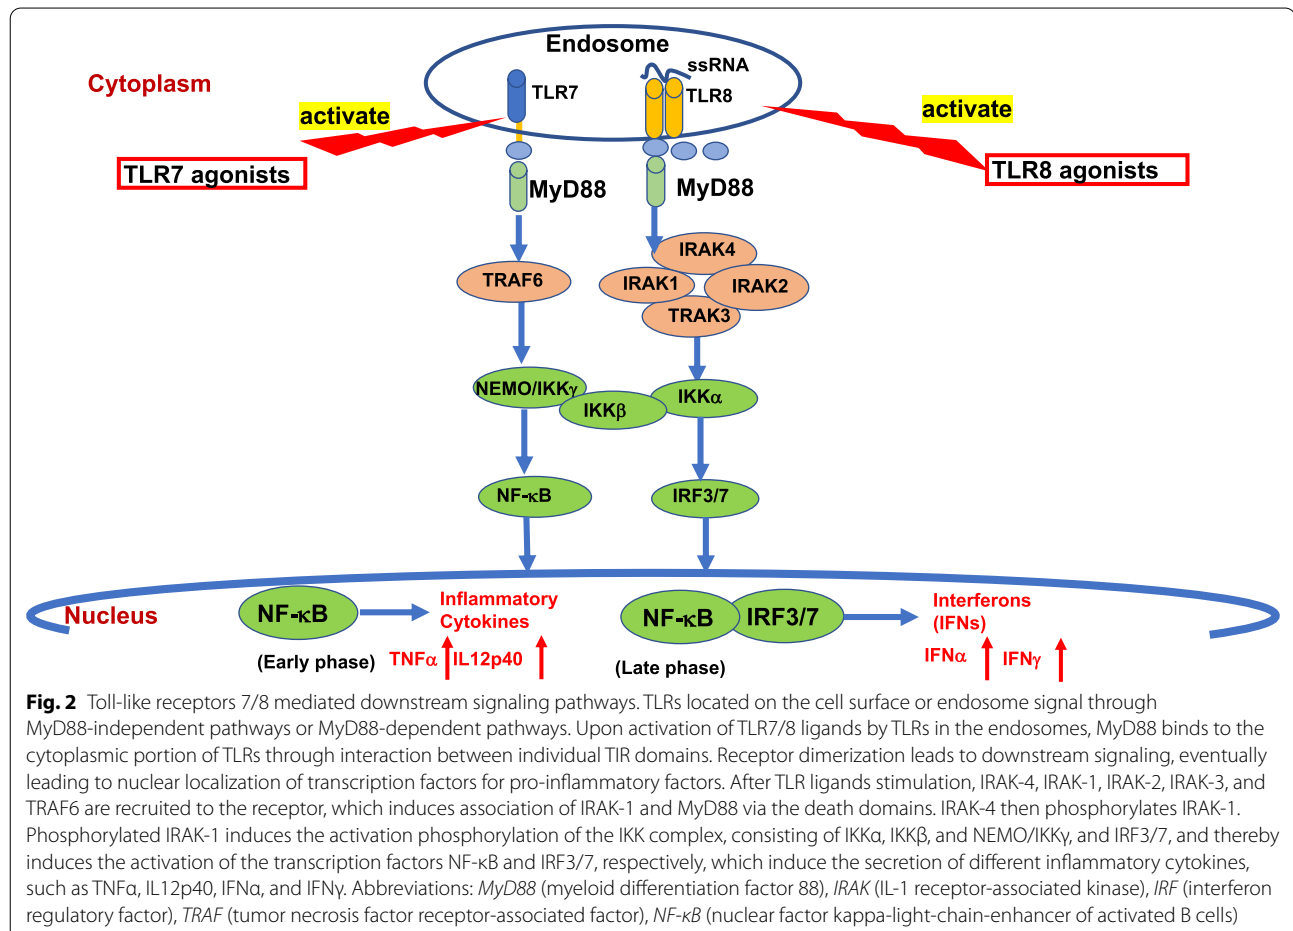 Endosome
Cytoplasm
ssRNA
TLR7
TLR8
activate
activate
TLR7 agonists
TLR8 agonists
MyD88
MyD88
IRAK4
TRAF6
IRAK1
IRAK2
TRAK3
NEMO/IKKγ
IKKβ
IKKα
NF-κB
IRF3/7
Nucleus
NF-κB
Inflammatory
Cytokines
NF-κB
IRF3/7
Interferons
(IFNs)
(Early phase)
TNFα
IL12p40
(Late phase)
IFNα
IFNγ
Fig. 2 Toll-like receptors 7/8 mediated downstream signaling pathways. TLRs located on the cell surface or endosome signal through
MyD88-independent pathways or MyD88-dependent pathways. Upon activation of TLR7/8 ligands by TLRs in the endosomes, MyD88 binds to the
cytoplasmic portion of TLRs through interaction between individual TIR domains. Receptor dimerization leads to downstream signaling, eventually
leading to nuclear localization of transcription factors for pro-inflammatory factors. After TLR ligands stimulation, IRAK-4, IRAK-1, IRAK-2, IRAK-3, and
TRAF6 are recruited to the receptor, which induces association of IRAK-1 and MyD88 via the death domains. IRAK-4 then phosphorylates IRAK-1.
Phosphorylated IRAK-1 induces the activation phosphorylation of the IKK complex, consisting of IKKα, IKKβ, and NEMO/IKKγ, and IRF3/7, and thereby
induces the activation of the transcription factors NF-κB and IRF3/7, respectively, which induce the secretion of different inflammatory cytokines,
such as TNFα, IL12p40, IFNα, and IFNγ. Abbreviations: MyD88 (myeloid differentiation factor 88), IRAK (IL-1 receptor-associated kinase), IRF (interferon
regulatory factor), TRAF (tumor necrosis factor receptor-associated factor), NF-κB (nuclear factor kappa-light-chain-enhancer of activated B cells)